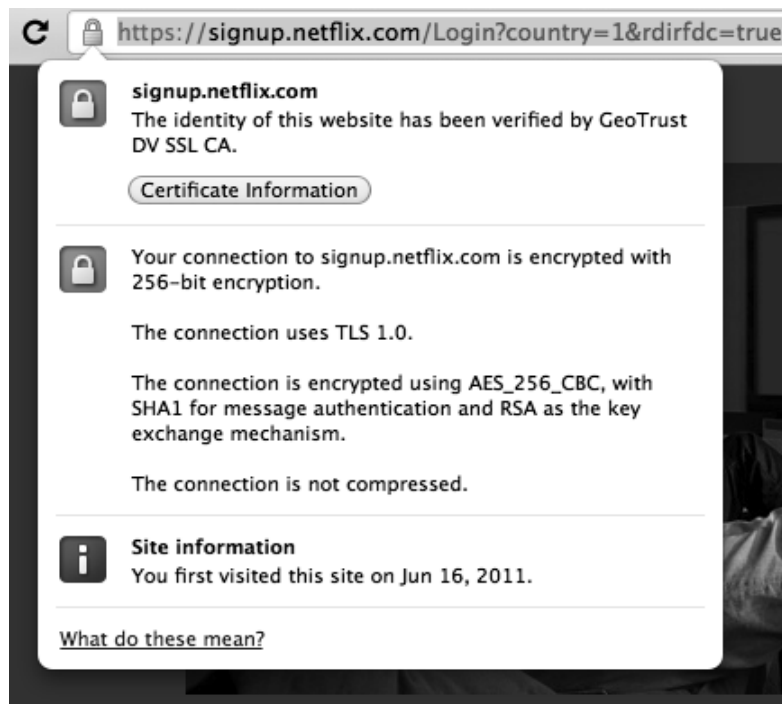 https://signup.netflix.com/Login?country=1&rdirfdc=true
signup.netflix.com
The identity of this website has been verified by GeoTrust
DV SSL CA.
Certificate Information
Your connection to signup.netflix.com is encrypted with
256-bit encryption.
The connection uses TLS 1.0.
The connection is encrypted using AES_256_CBC, with
SHA1 for message authentication and RSA as the key
exchange mechanism.
The connection is not compressed.
Site information
You first visited this site on Jun 16, 2011.
What do these mean?